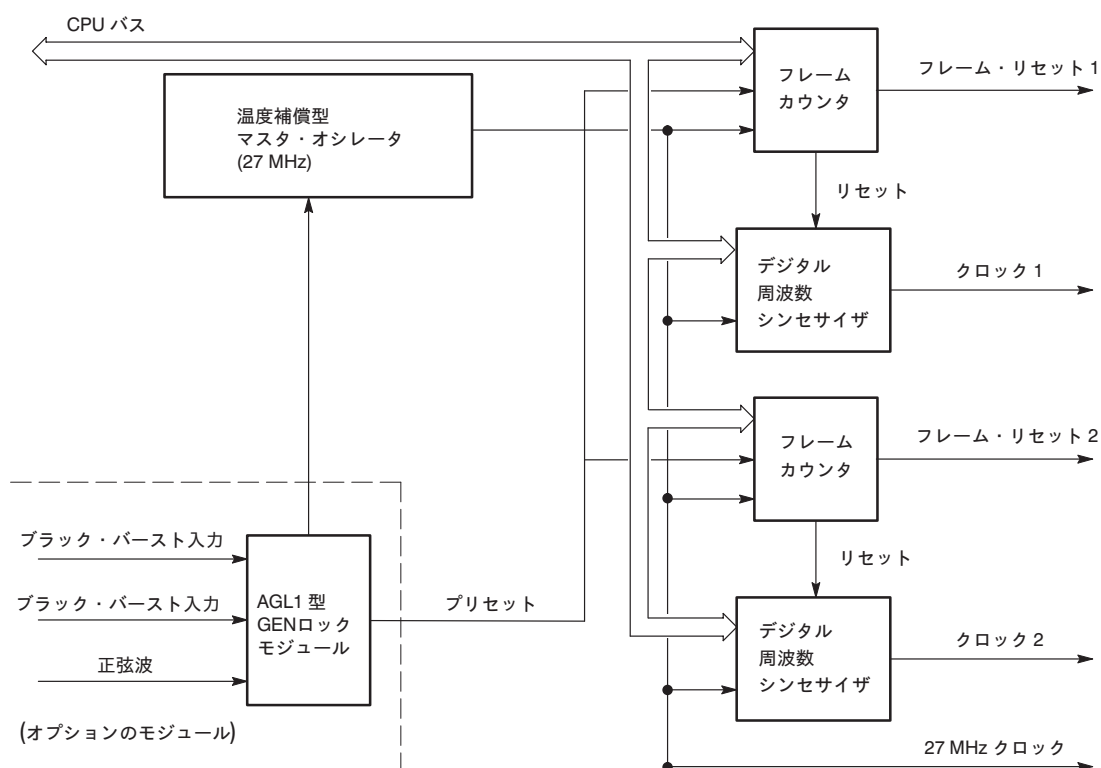 CPU バス
温度補償型
マスタ・オシレータ
(27 MHz)
フレーム
カウンタ
フレーム・リセット 1
リセット
デジタル
周波数
シンセサイザ
クロック 1
フレーム
カウンタ
フレーム・リセット 2
リセット
ブラック・バースト入力
ブラック・バースト入力
正弦波
AGL1 型
GENロック
モジュール
プリセット
(オプションのモジュール)
デジタル
周波数
シンセサイザ
クロック 2
27 MHz クロック